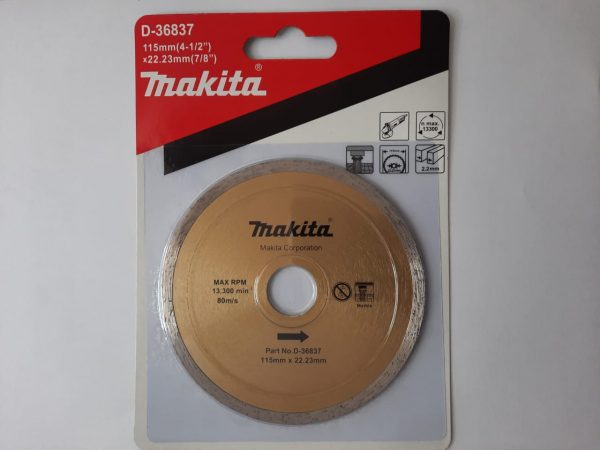 D-36837
115mm(4-1/2")
x22.23mm(7/8")
makita®
n max.
13300
2.2mm
makita®
Makita Corporation
MAX RPM
13,300 min
80m/s
Part No.D-36837
115mm x 22.23mm